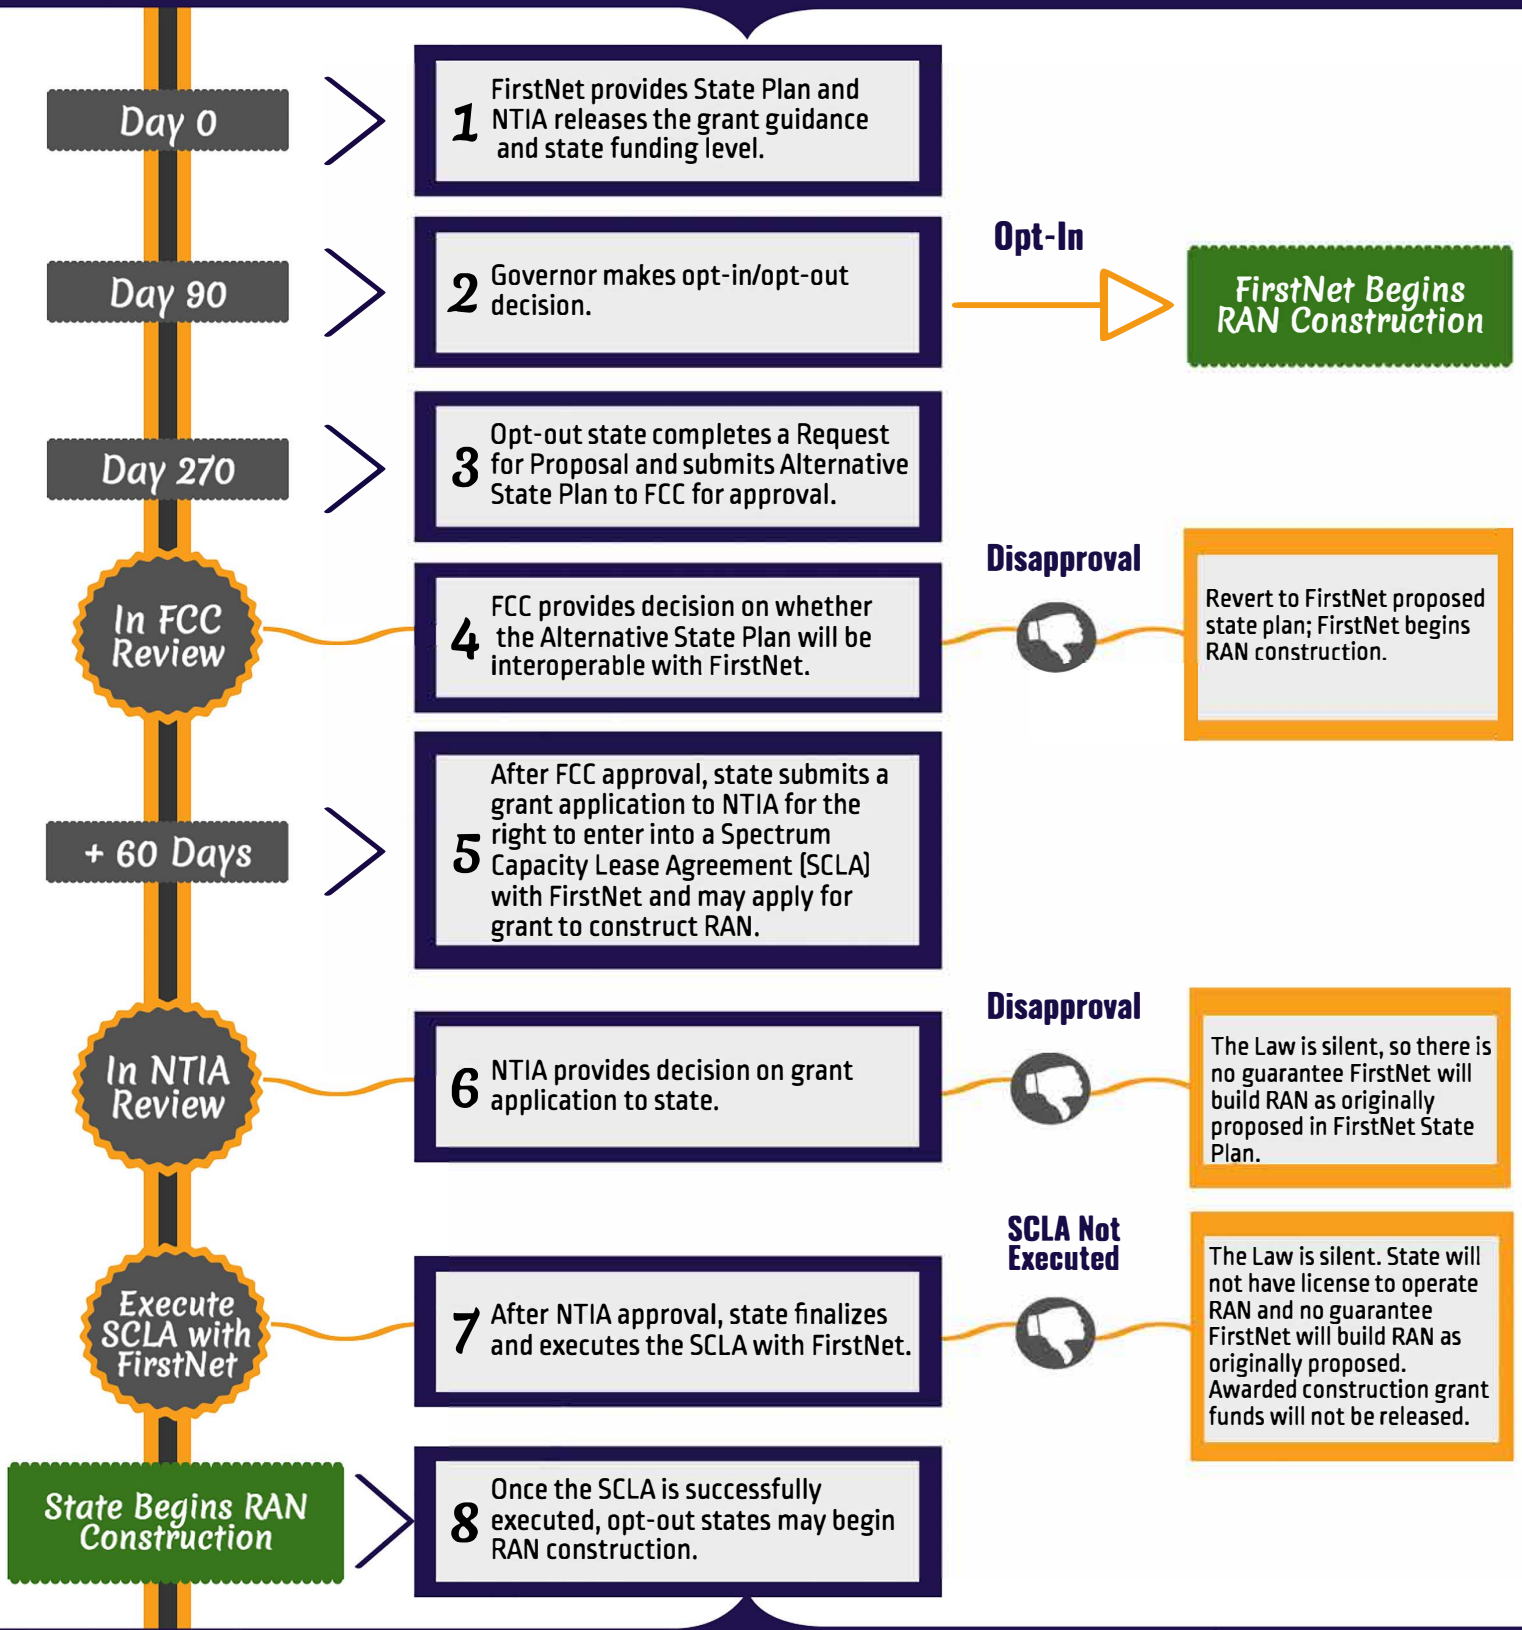 Day 0
1
FirstNet provides State Plan and
NTIA releases the grant guidance
and state funding level.
Day 90
2
Governor makes opt-in/opt-out
decision.
Opt-In
FirstNet Begins
RAN Construction
Day 270
3
Opt-out state completes a Request
for Proposal and submits Alternative
State Plan to FCC for approval.
In FCC
Review
4
FCC provides decision on whether
the Alternative State Plan will be
interoperable with FirstNet.
Disapproval
Revert to FirstNet proposed
state plan; FirstNet begins
RAN construction.
+ 60 Days
5
After FCC approval, state submits a
grant application to NTIA for the
right to enter into a Spectrum
Capacity Lease Agreement (SCLA)
with FirstNet and may apply for
grant to construct RAN.
In NTIA
Review
6
NTIA provides decision on grant
application to state.
Disapproval
The Law is silent, so there is
no guarantee FirstNet will
build RAN as originally
proposed in FirstNet State
Plan.
Execute
SCLA with
FirstNet
7
After NTIA approval, state finalizes
and executes the SCLA with FirstNet.
SCLA Not
Executed
The Law is silent. State will
not have license to operate
RAN and no guarantee
FirstNet will build RAN as
originally proposed.
Awarded construction grant
funds will not be released.
State Begins RAN
Construction
8
Once the SCLA is successfully
executed, opt-out states may begin
RAN construction.